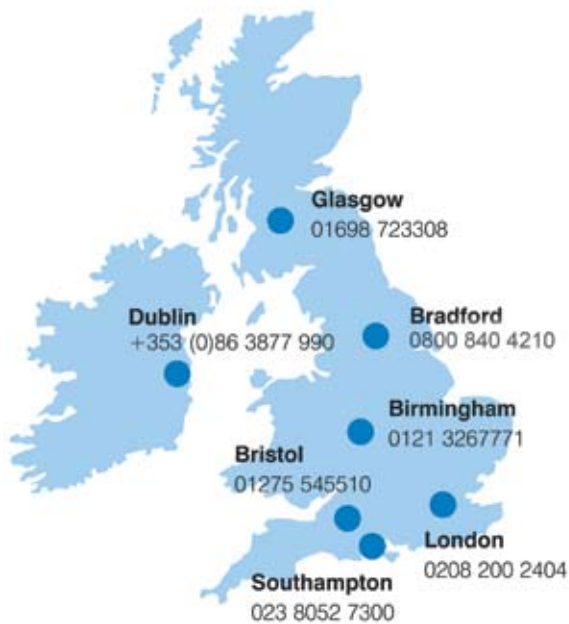 Glasgow
01698 723308
Dublin
+353 (0)86 3877 990
Bradford
0800 840 4210
Birmingham
0121 3267771
Bristol
01275 545510
London
0208 200 2404
Southampton
023 8052 7300